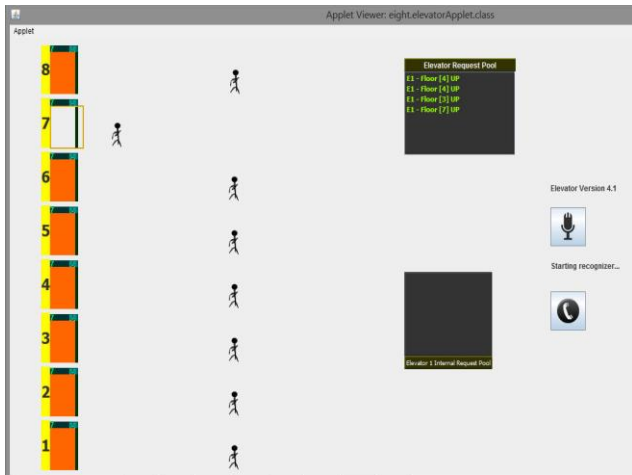 Applet Viewer: eight.elevatorApplet.class
Applet
8
7
6
5
4
3
2
1
Elevator Request Pool
E1 - Floor [4] UP
E1 - Floor [4] UP
E1 - Floor [3] UP
E1 - Floor [7] UP
Elevator Version 4.1
Starting recognizer...
Elevator 1 Internal Request Pool